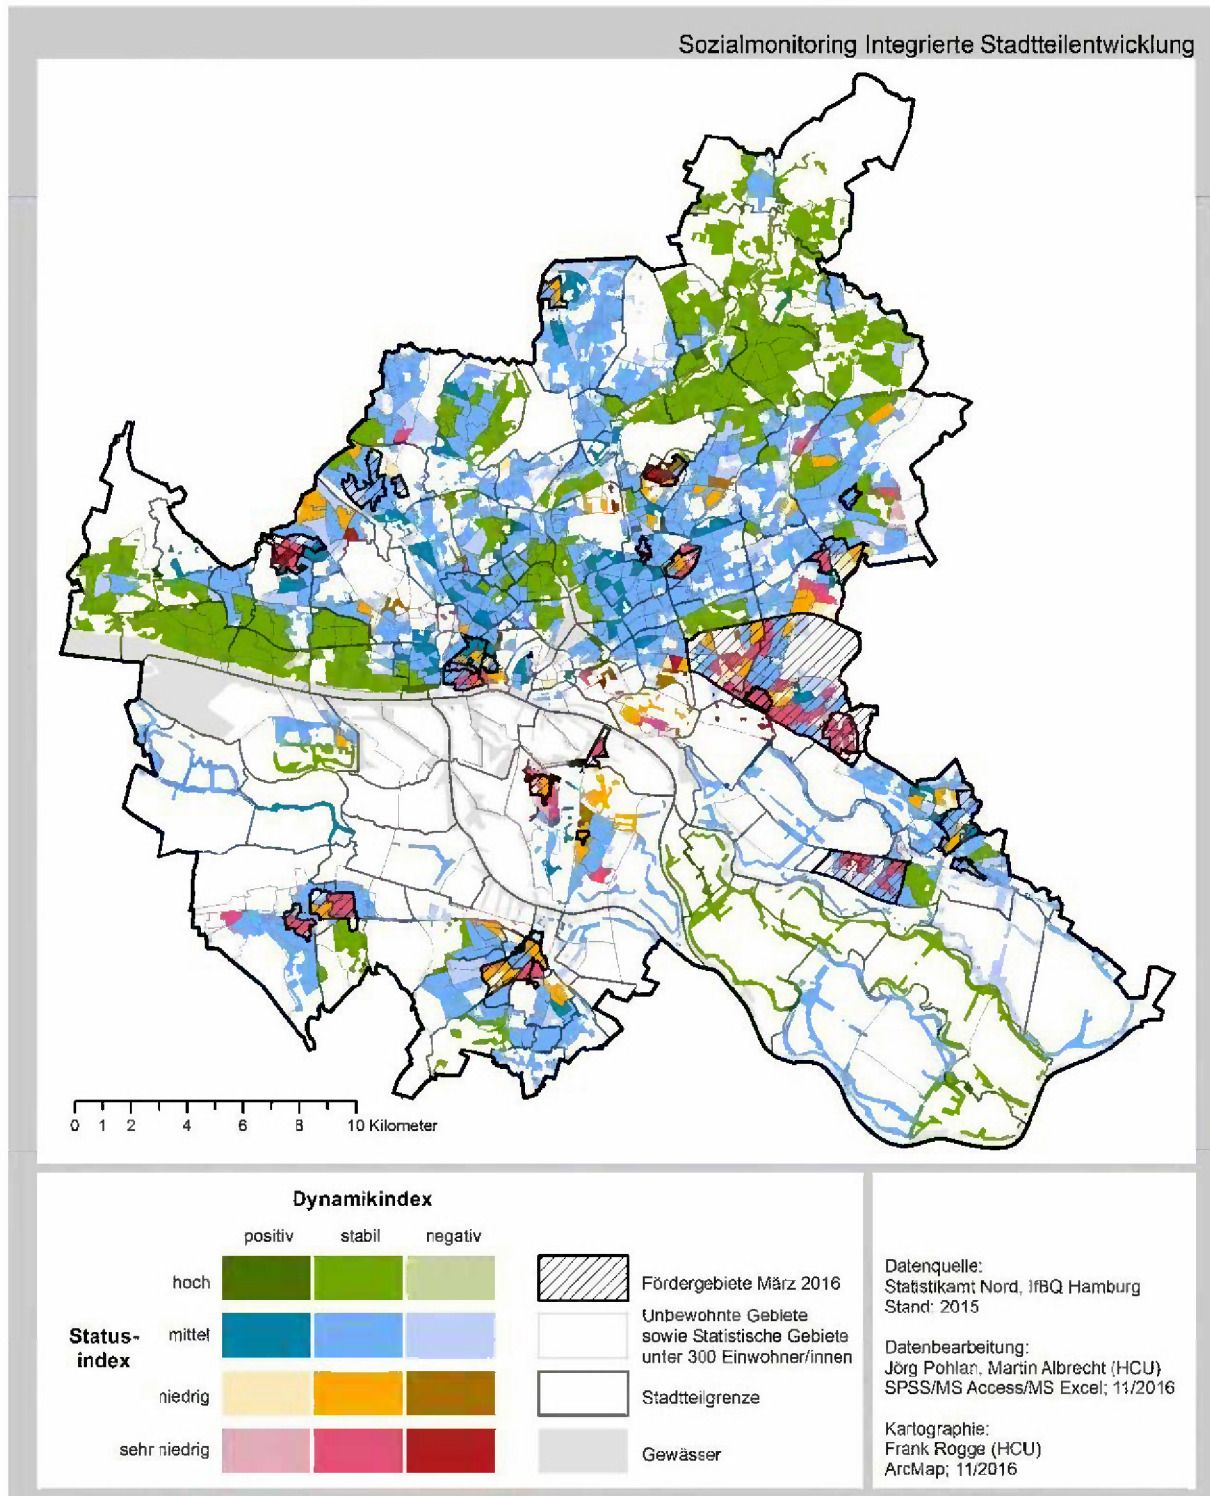 Sozialmonitoring Integrierte Stadtteilentwicklung
0 1 2 4 6 8 10 Kilometer
Dynamikindex
positiv stabil negativ
hoch
mittel
niedrig
sehr niedrig
Status-
index
Fördergebiete März 2016
Unbewohnte Gebiete
sowie Statistische Gebiete
unter 300 Einwohner/innen
Stadtteilgrenze
Gewässer
Datenquelle:
Statistikamt Nord, IfBQ Hamburg
Stand: 2015
Datenbearbeitung:
Jörg Pohlan, Martin Albrecht (HCU)
SPSS/MS Access/MS Excel; 11/2016
Kartographie:
Frank Rogge (HCU)
ArcMap; 11/2016